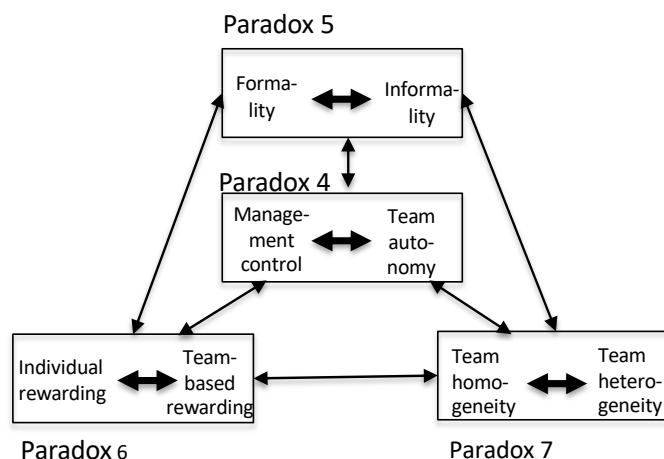 Paradox 5
Forma-
lity
Informa-
lity
Paradox 4
Manage-
ment
control
Team
auto-
nomy
Individual
rewarding
Team-
based
rewarding
Team
homo-
geneity
Team
hetero-
geneity
Paradox 6
Paradox 7